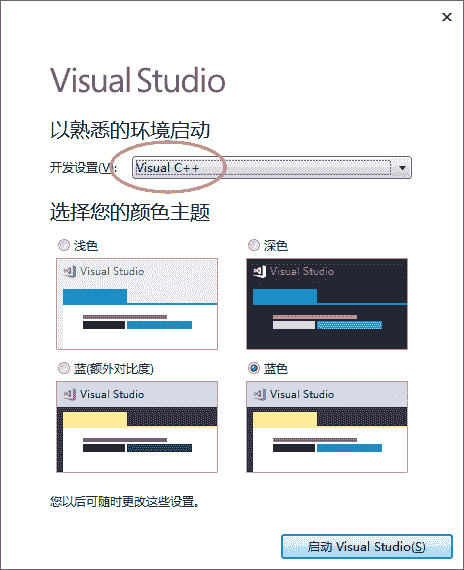 Visual Studio
以熟悉的环境启动
开发设置(V): Visual C++
选择您的颜色主题
浅色 深色
Visual Studio Visual Studio
蓝(额外对比度) 蓝色
Visual Studio Visual Studio
您以后可随时更改这些设置。
启动 Visual Studio(S)